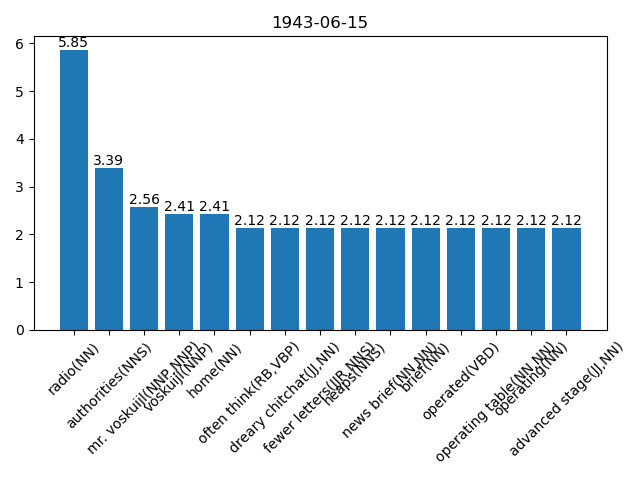 1943-06-15
6
5
4
3
2
1
0
5.85
3.39
2.56
2.41
2.41
2.12
2.12
2.12
2.12
2.12
2.12
2.12
2.12
2.12
2.12
radio(NN)
authorities(NNS)
mr. voskuijl(NNP,NNP)
voskuijl(NNP)
home(NN)
often think(RB,VBP)
dreary chitchat(JJ,NN)
fewer letters(JJR,NNS)
heaps(NNS)
news brief(NN,NN)
brief(NN)
operated(VBD)
operating table(NN,NN)
operating(NN)
advanced stage(JJ,NN)